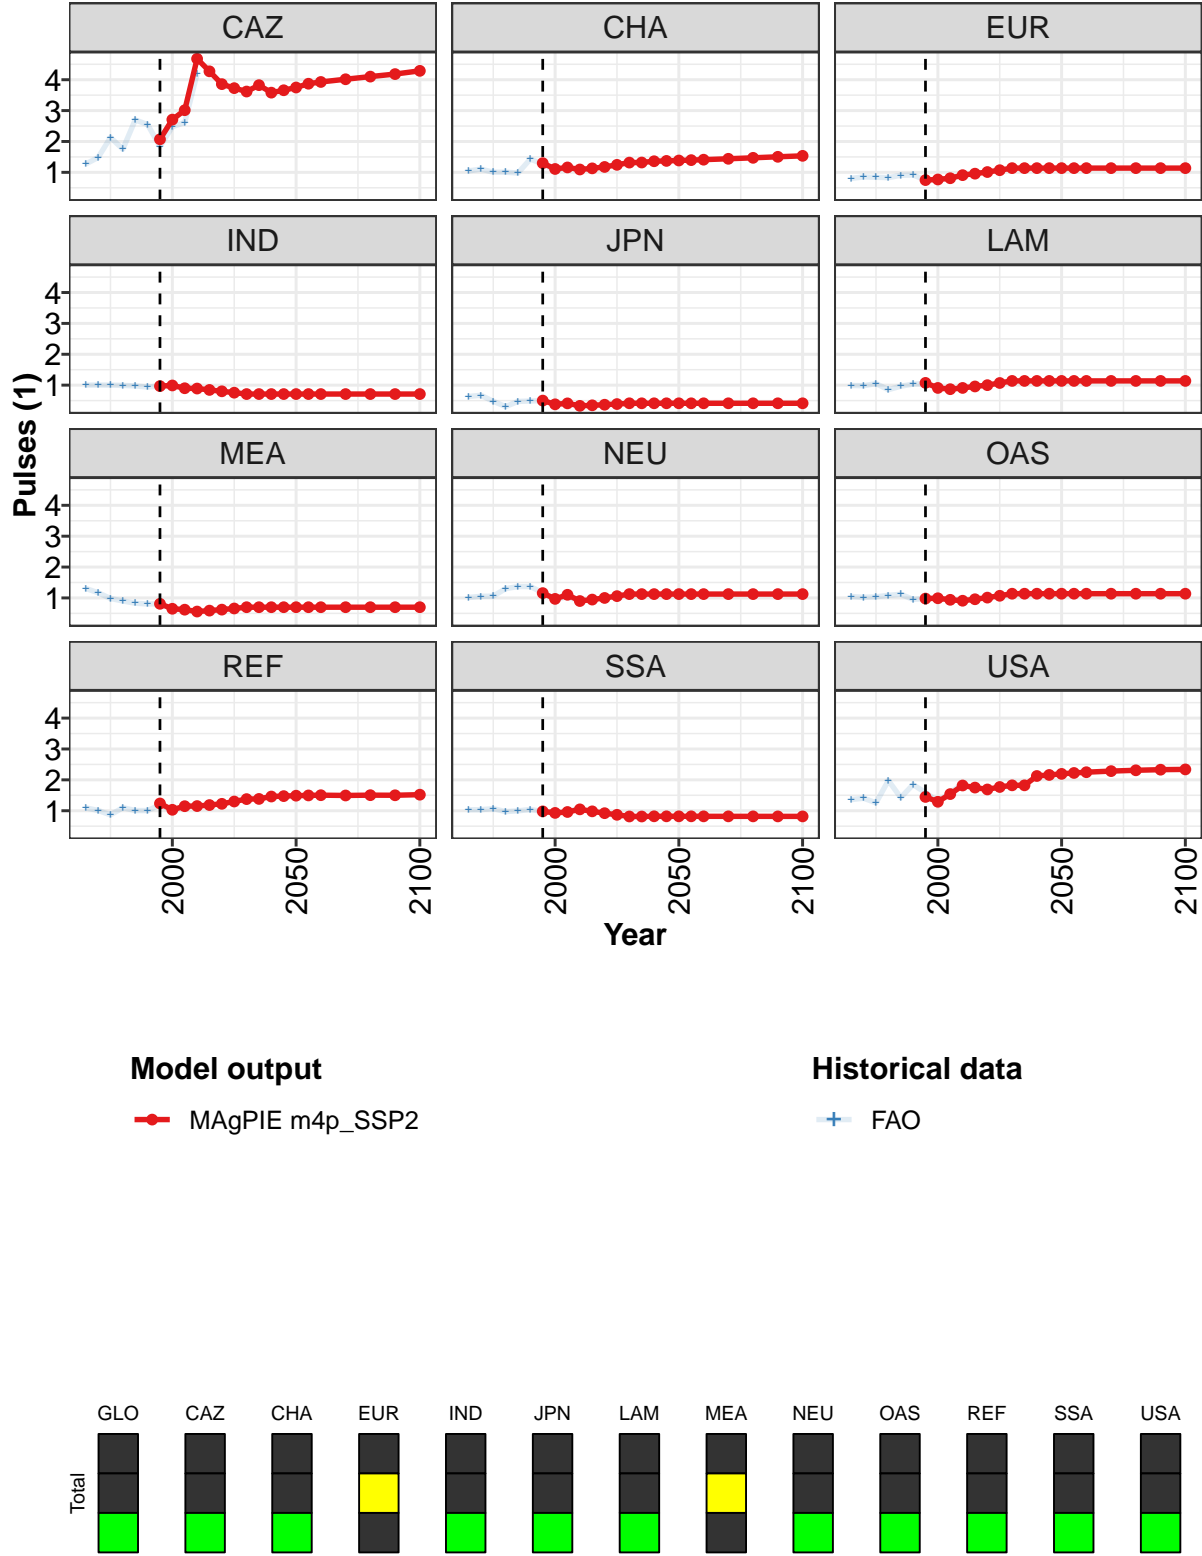 CAZ CHA EUR
4
3
2
1
IND JPN LAM
4
3
2
1
MEA NEU OAS
4
3
2
1
REF SSA USA
4
3
2
1
Pulses (1)
2000 2050 2100 2000 2050 2100 2000 2050 2100
Year
Model output Historical data
MAgPIE m4p_SSP2 FAO
GLO CAZ CHA EUR IND JPN LAM MEA NEU OAS REF SSA USA
Total